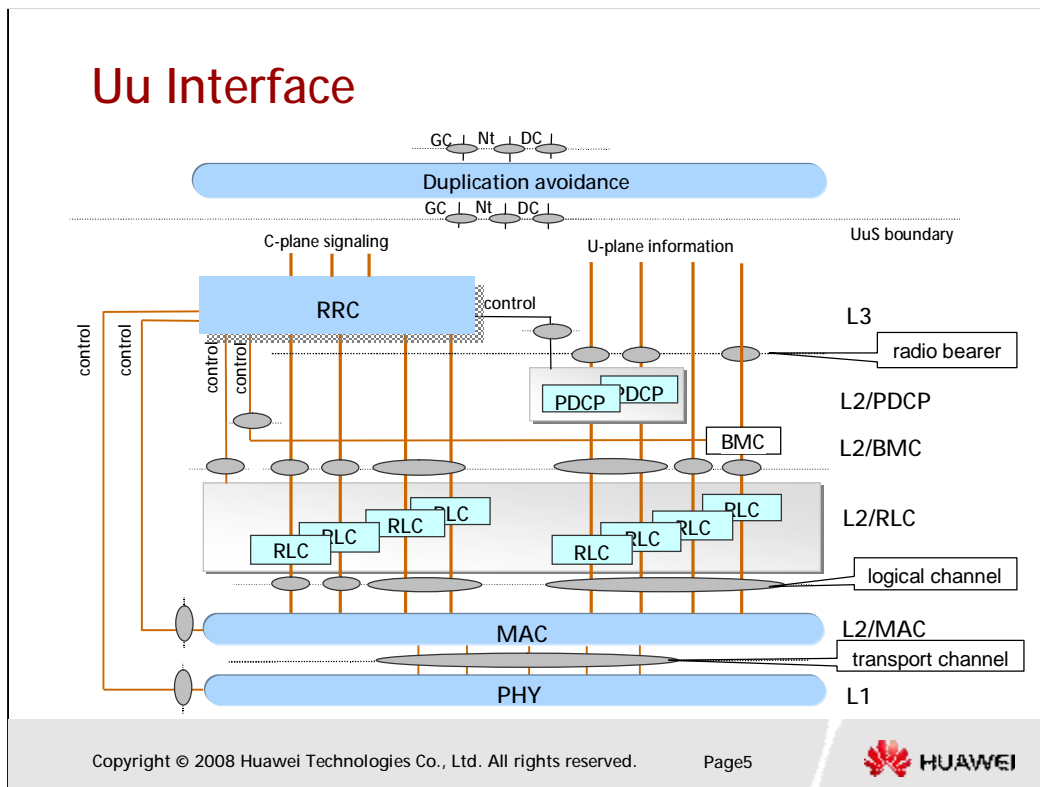 Uu Interface
GC Nt DC
Duplication avoidance
GC Nt DC
UuS boundary
C-plane signaling
U-plane information
RRC
control
L3
control
control
radio bearer
control
control
PDCP
PDCP
L2/PDCP
BMC
L2/BMC
RLC
RLC
RLC
RLC
RLC
RLC
RLC
RLC
L2/RLC
logical channel
MAC
L2/MAC
transport channel
PHY
L1
Copyright © 2008 Huawei Technologies Co., Ltd. All rights reserved.
Page5
HUAWEI